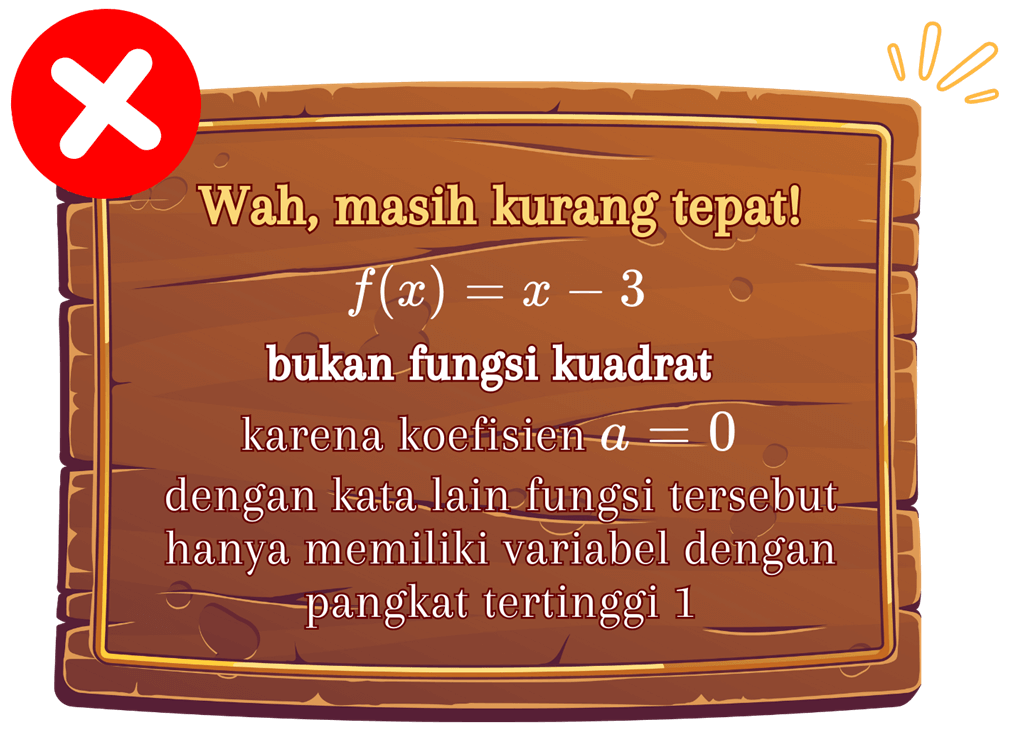 Wah, masih kurang tepat!
f(x) = x − 3
bukan fungsi kuadrat
karena koefisien a = 0
dengan kata lain fungsi tersebut
hanya memiliki variabel dengan
pangkat tertinggi 1